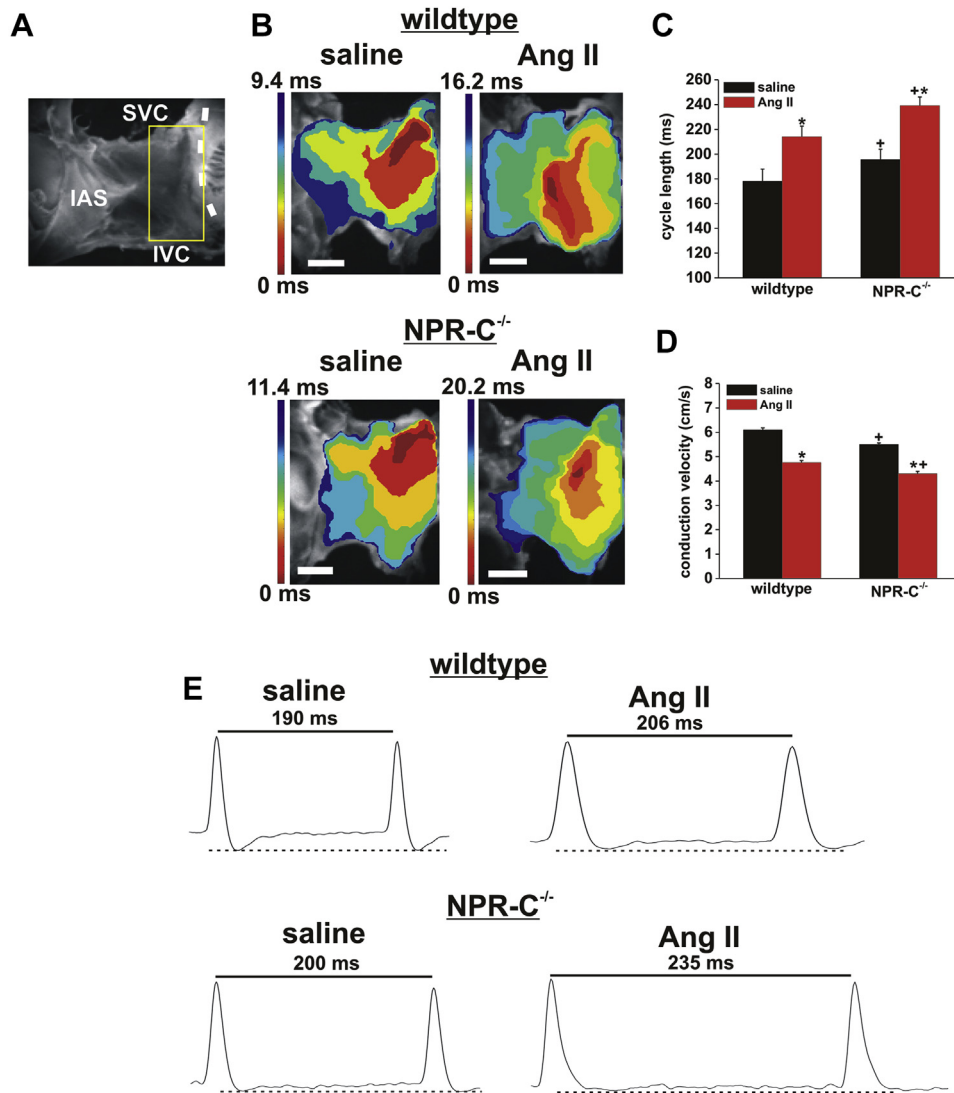 A
SVC
IAS
IVC
B
wildtype
saline
Ang II
9.4 ms
16.2 ms
0 ms
0 ms
NPR-C-/-
saline
Ang II
11.4 ms
20.2 ms
0 ms
0 ms
C
saline
Ang II
cycle length (ms)
260
240
220
200
180
160
140
120
100
*
+
+*
wildtype
NPR-C-/-
D
saline
Ang II
conduction velocity (cm/s)
8
7
6
5
4
3
2
1
0
*
+
*+
wildtype
NPR-C-/-
E
wildtype
saline
190 ms
Ang II
206 ms
NPR-C-/-
saline
200 ms
Ang II
235 ms